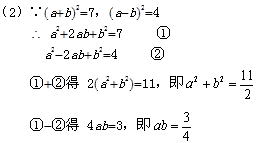 (2) ∵(a+b)²=7，(a−b)²=4
∴ a²+2ab+b²=7 ①
a²−2ab+b²=4 ②
①+②得 2(a²+b²)=11，即a²+b²=11/2
①−②得 4ab=3，即ab=3/4